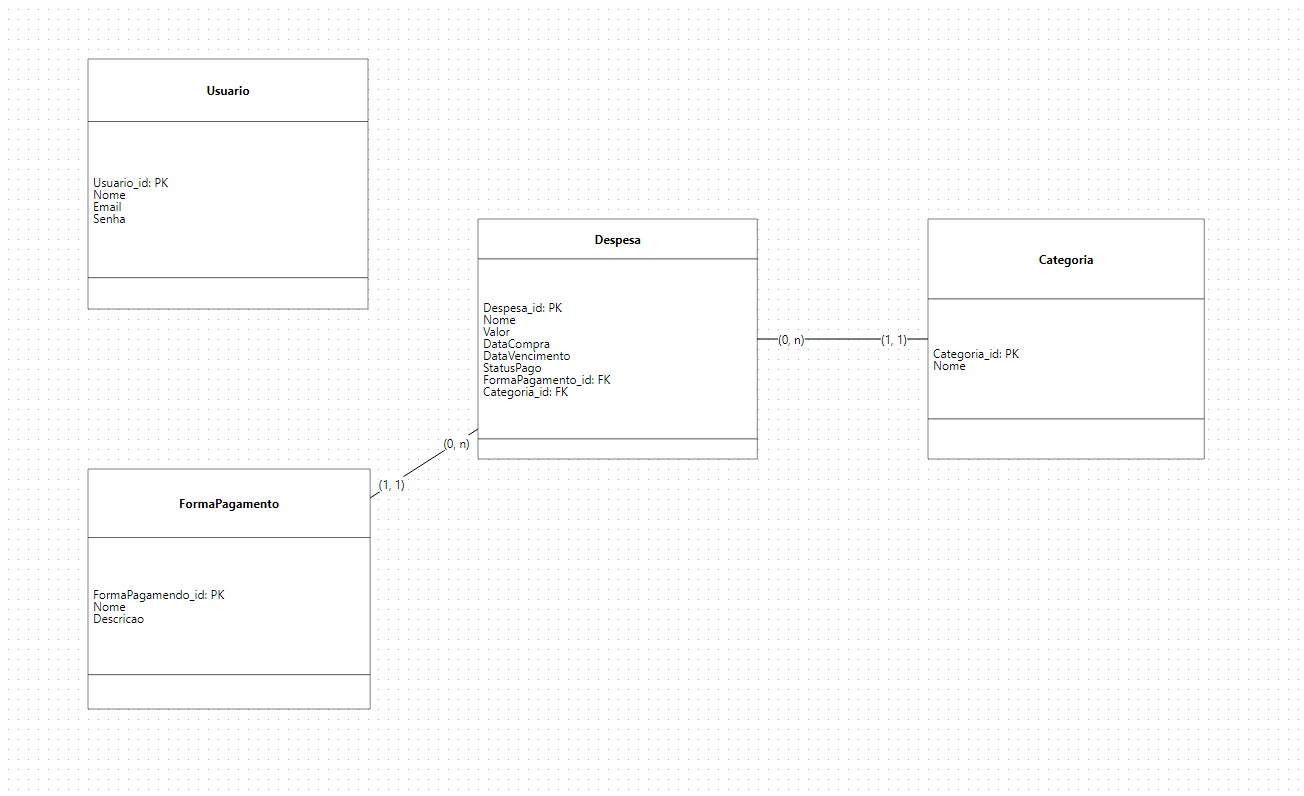 Usuario
Usuario_id: PK
Nome
Email
Senha
Despesa
Despesa_id: PK
Nome
Valor
DataCompra
DataVencimento
StatusPago
FormaPagamento_id: FK
Categoria_id: FK
(0, n)
(1, 1)
Categoria
Categoria_id: PK
Nome
(0, n)
(1, 1)
FormaPagamento
FormaPagamendo_id: PK
Nome
Descricao